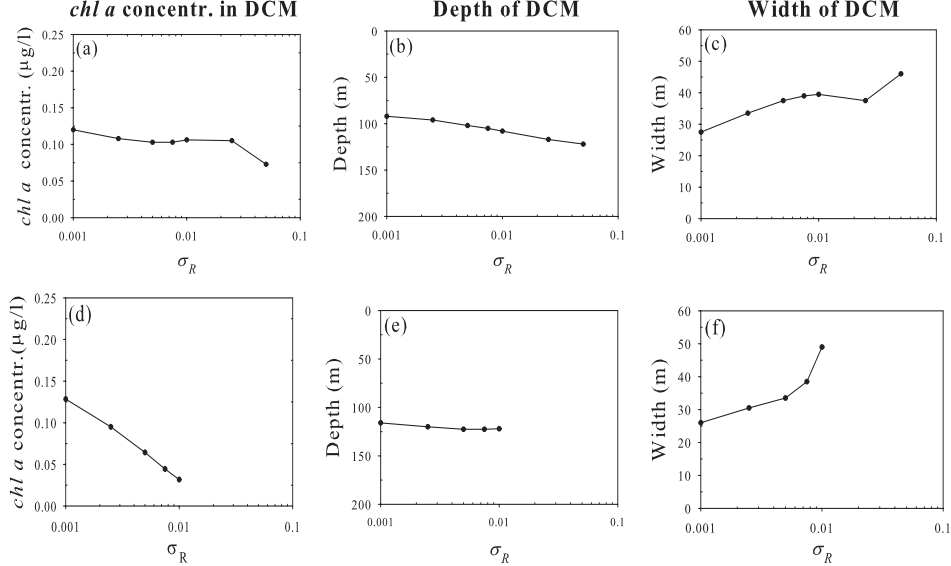 chl a concentr. in DCM
Depth of DCM
Width of DCM
(a)
chl a concentr. (μg/l)
0.25
0.20
0.15
0.10
0.05
0.00
0.001
0.01
0.1
σR
(b)
Depth (m)
0
50
100
150
200
0.001
0.01
0.1
σR
(c)
Width (m)
60
50
40
30
20
10
0
0.001
0.01
0.1
σR
(d)
chl a concentr.(μg/l)
0.25
0.20
0.15
0.10
0.05
0.00
0.001
0.01
0.1
σR
(e)
Depth (m)
0
50
100
150
200
0.001
0.01
0.1
σR
(f)
Width (m)
60
50
40
30
20
10
0
0.001
0.01
0.1
σR